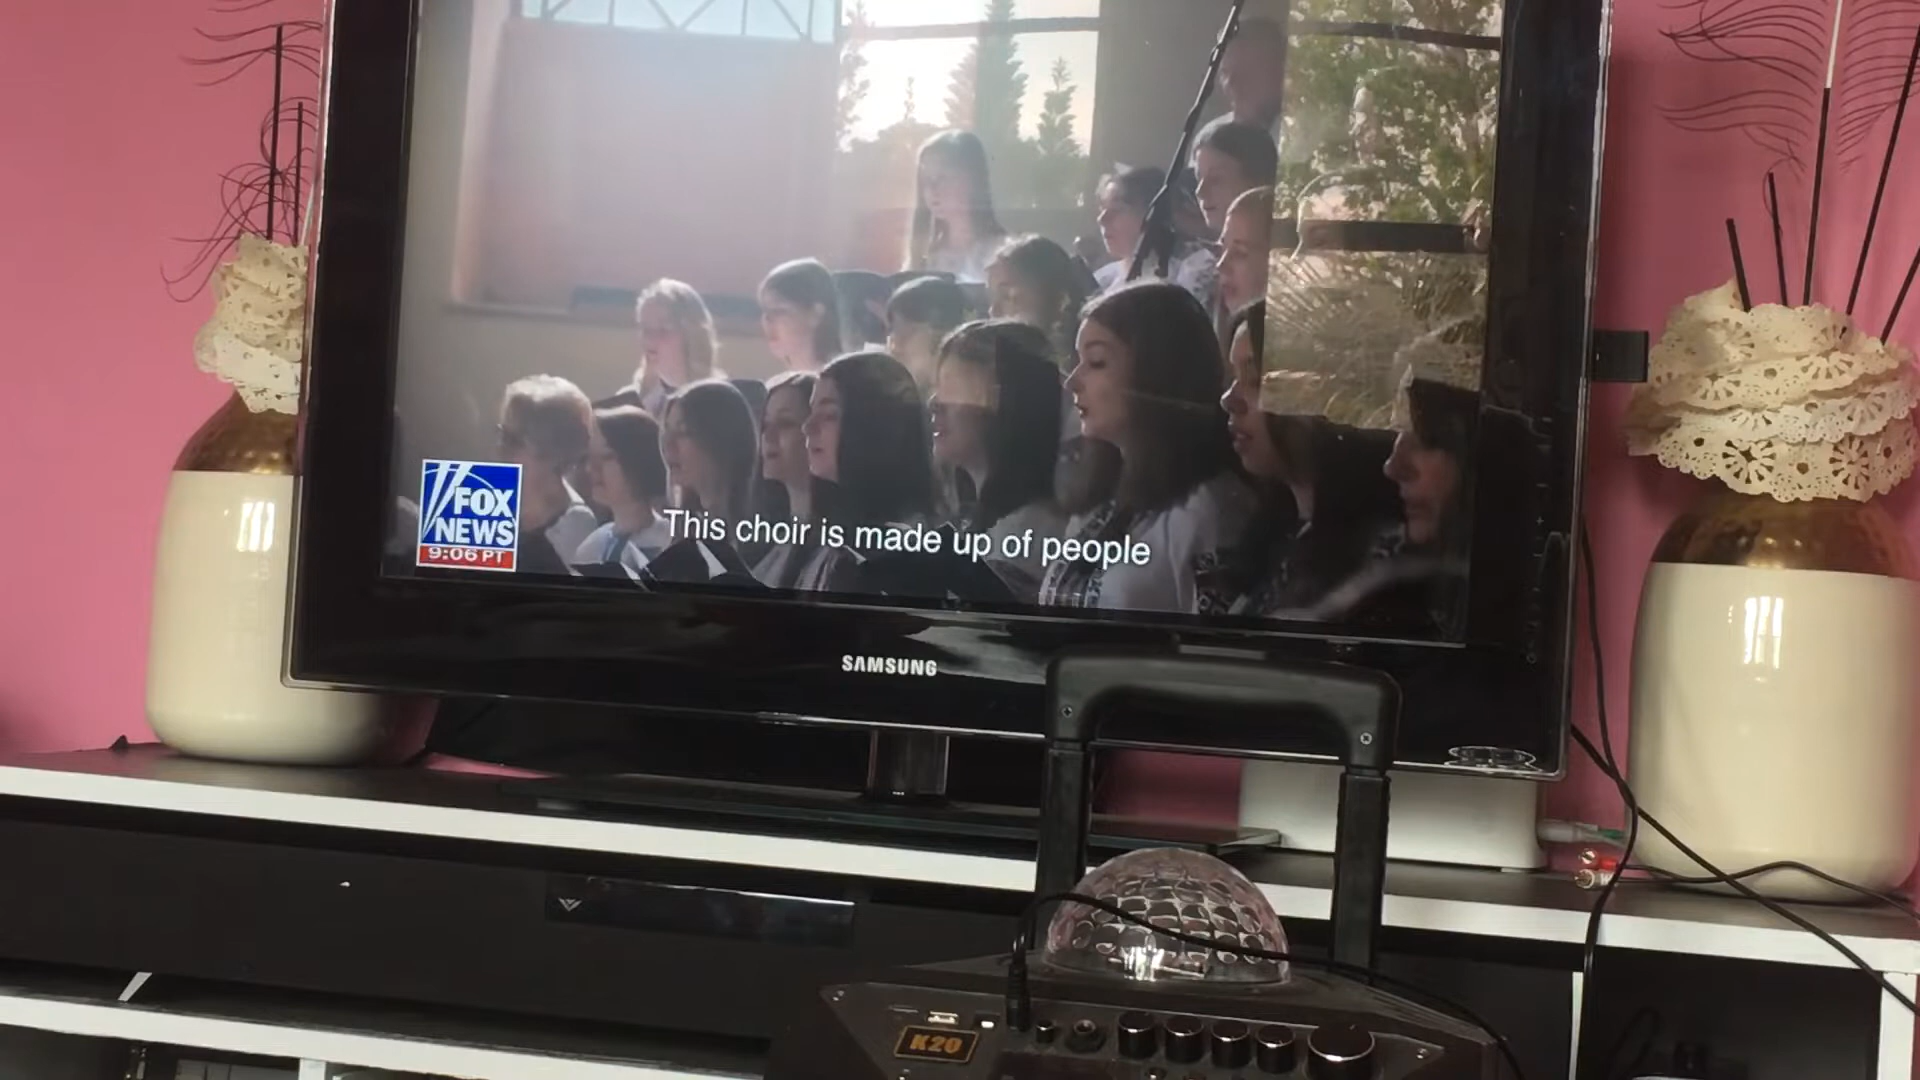 FOX
NEWS
9:06 PT
This choir is made up of people
SAMSUNG
K20